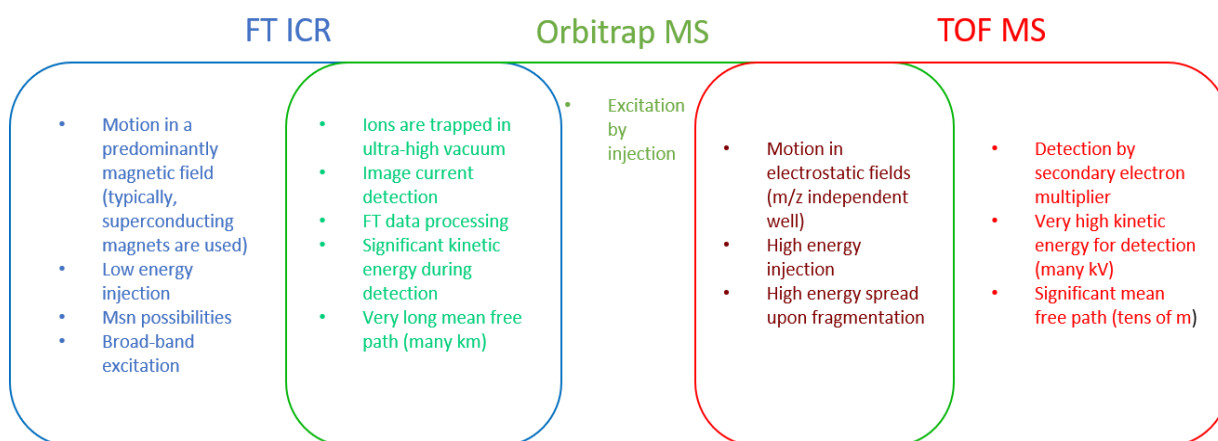 FT ICR
Orbitrap MS
TOF MS
• Motion in a
predominantly
magnetic field
(typically,
superconducting
magnets are used)
• Low energy
injection
• Msn possibilities
• Broad-band
excitation
• Ions are trapped in
ultra-high vacuum
• Image current
detection
• FT data processing
• Significant kinetic
energy during
detection
• Very long mean free
path (many km)
• Excitation
by
injection
• Motion in
electrostatic fields
(m/z independent
well)
• High energy
injection
• High energy spread
upon fragmentation
• Detection by
secondary electron
multiplier
• Very high kinetic
energy for detection
(many kV)
• Significant mean
free path (tens of m)